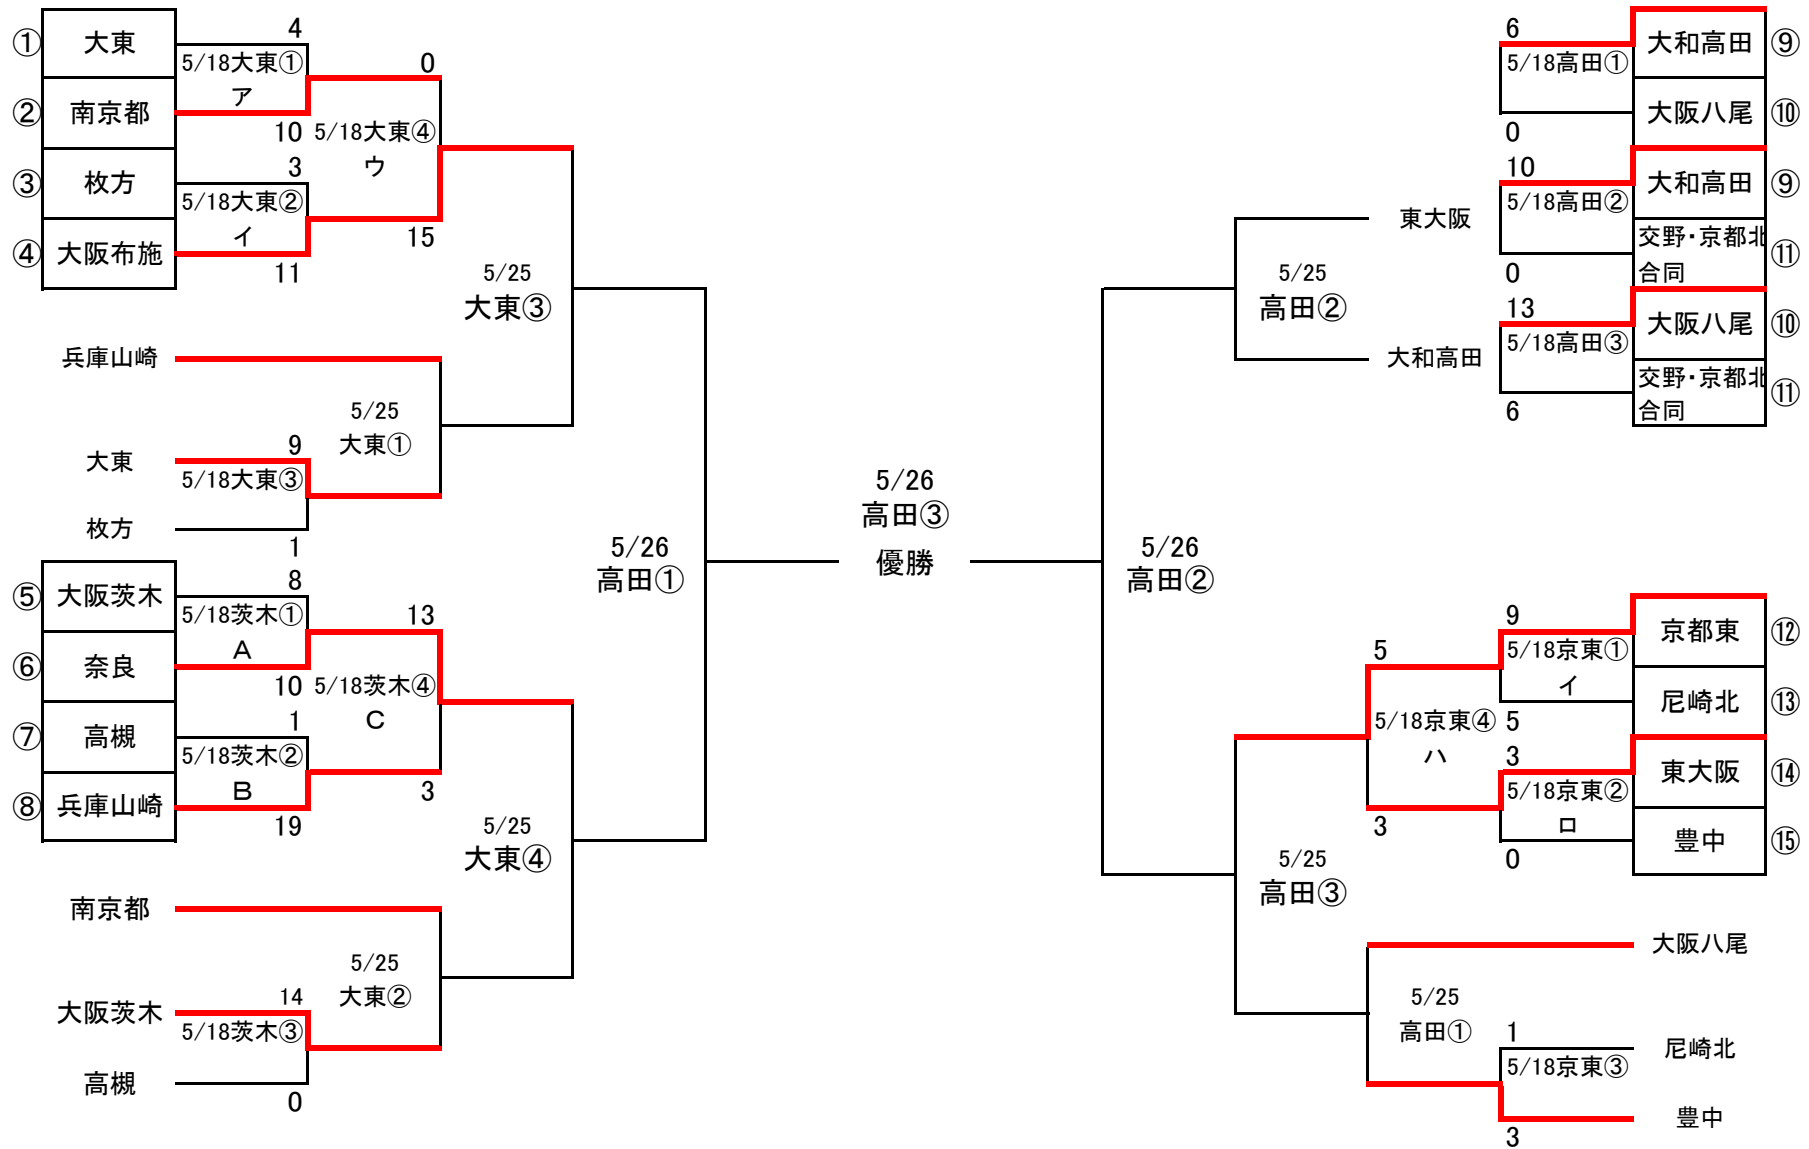 ① 大東
4
5/18大東①
ア
② 南京都
10
0
5/18大東④
ウ
③ 枚方
3
5/18大東②
イ
④ 大阪布施
11
15
5/25
大東③
兵庫山崎
5/25
大東①
大東
9
5/18大東③
枚方
1
5/26
高田①
⑤ 大阪茨木
8
5/18茨木①
A
⑥ 奈良
10
13
5/18茨木④
C
⑦ 高槻
1
5/18茨木②
B
⑧ 兵庫山崎
19
3
5/25
大東④
南京都
5/25
大東②
大阪茨木
14
5/18茨木③
高槻
0
5/26
高田③
優勝
6
大和高田 ⑨
5/18高田①
大阪八尾 ⑩
0
10
大和高田 ⑨
5/18高田②
交野・京都北
合同
⑪
0
13
大阪八尾 ⑩
5/18高田③
交野・京都北
合同
⑪
6
東大阪
5/25
高田②
大和高田
5/26
高田②
9
京都東 ⑫
5/18京東①
イ
尼崎北 ⑬
5
5
5/18京東④
ハ
3
東大阪 ⑭
5/18京東②
ロ
豊中 ⑮
0
3
5/25
高田③
大阪八尾
5/25
高田①
1
尼崎北
5/18京東③
豊中
3